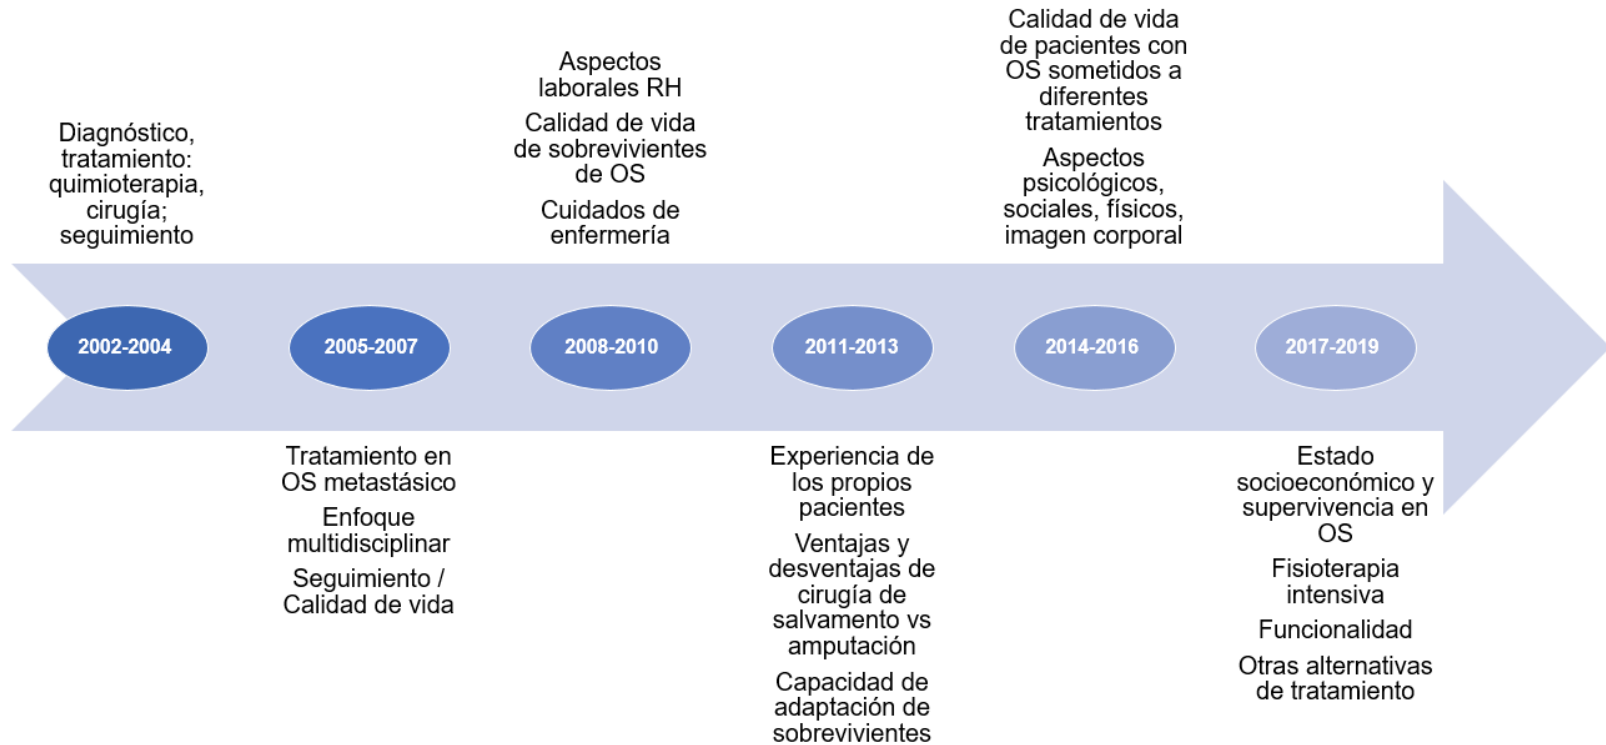 Diagnóstico,
tratamiento:
quimioterapia,
cirugía;
seguimiento
2002-2004
2005-2007
Tratamiento en
OS metastásico
Enfoque
multidisciplinar
Seguimiento /
Calidad de vida
Aspectos
laborales RH
Calidad de vida
de sobrevivientes
de OS
Cuidados de
enfermería
2008-2010
2011-2013
Experiencia de
los propios
pacientes
Ventajas y
desventajas de
cirugía de
salvamento vs
amputación
Capacidad de
adaptación de
sobrevivientes
Calidad de vida
de pacientes con
OS sometidos a
diferentes
tratamientos
Aspectos
psicológicos,
sociales, físicos,
imagen corporal
2014-2016
2017-2019
Estado
socioeconómico y
supervivencia en
OS
Fisioterapia
intensiva
Funcionalidad
Otras alternativas
de tratamiento